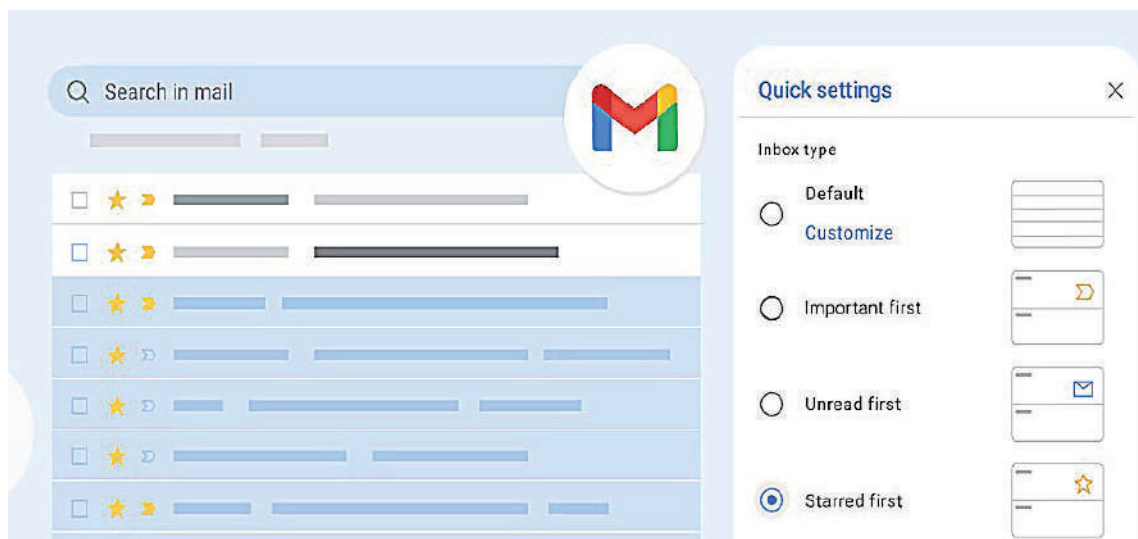 Search in mail
Quick settings
Inbox type
Default
Customize
Important first
Unread first
Starred first